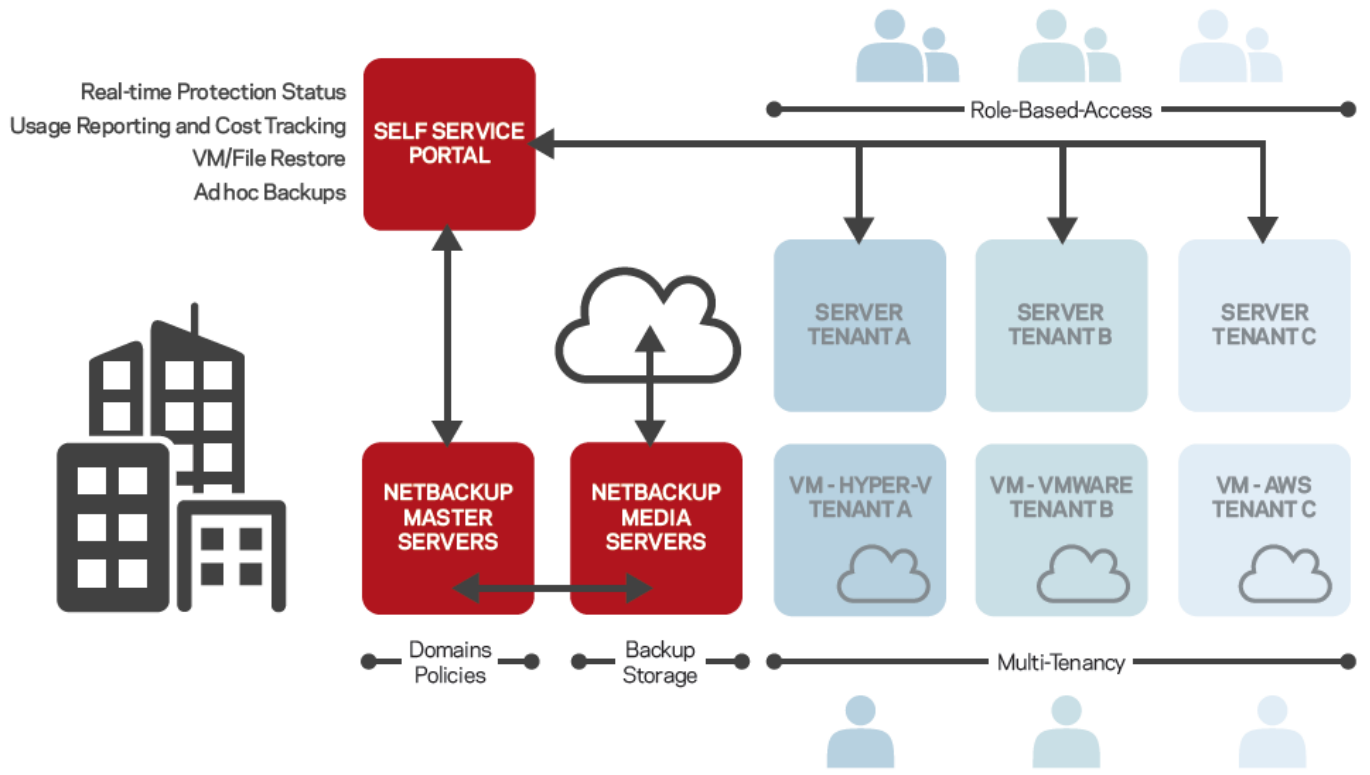 Real-time Protection Status
Usage Reporting and Cost Tracking
VM/File Restore
Ad hoc Backups
SELF SERVICE
PORTAL
Role-Based-Access
SERVER
TENANT A
SERVER
TENANT B
SERVER
TENANT C
NETBACKUP
MASTER
SERVERS
NETBACKUP
MEDIA
SERVERS
VM - HYPER-V
TENANT A
VM - VMWARE
TENANT B
VM - AWS
TENANT C
Domains
Policies
Backup
Storage
Multi-Tenancy